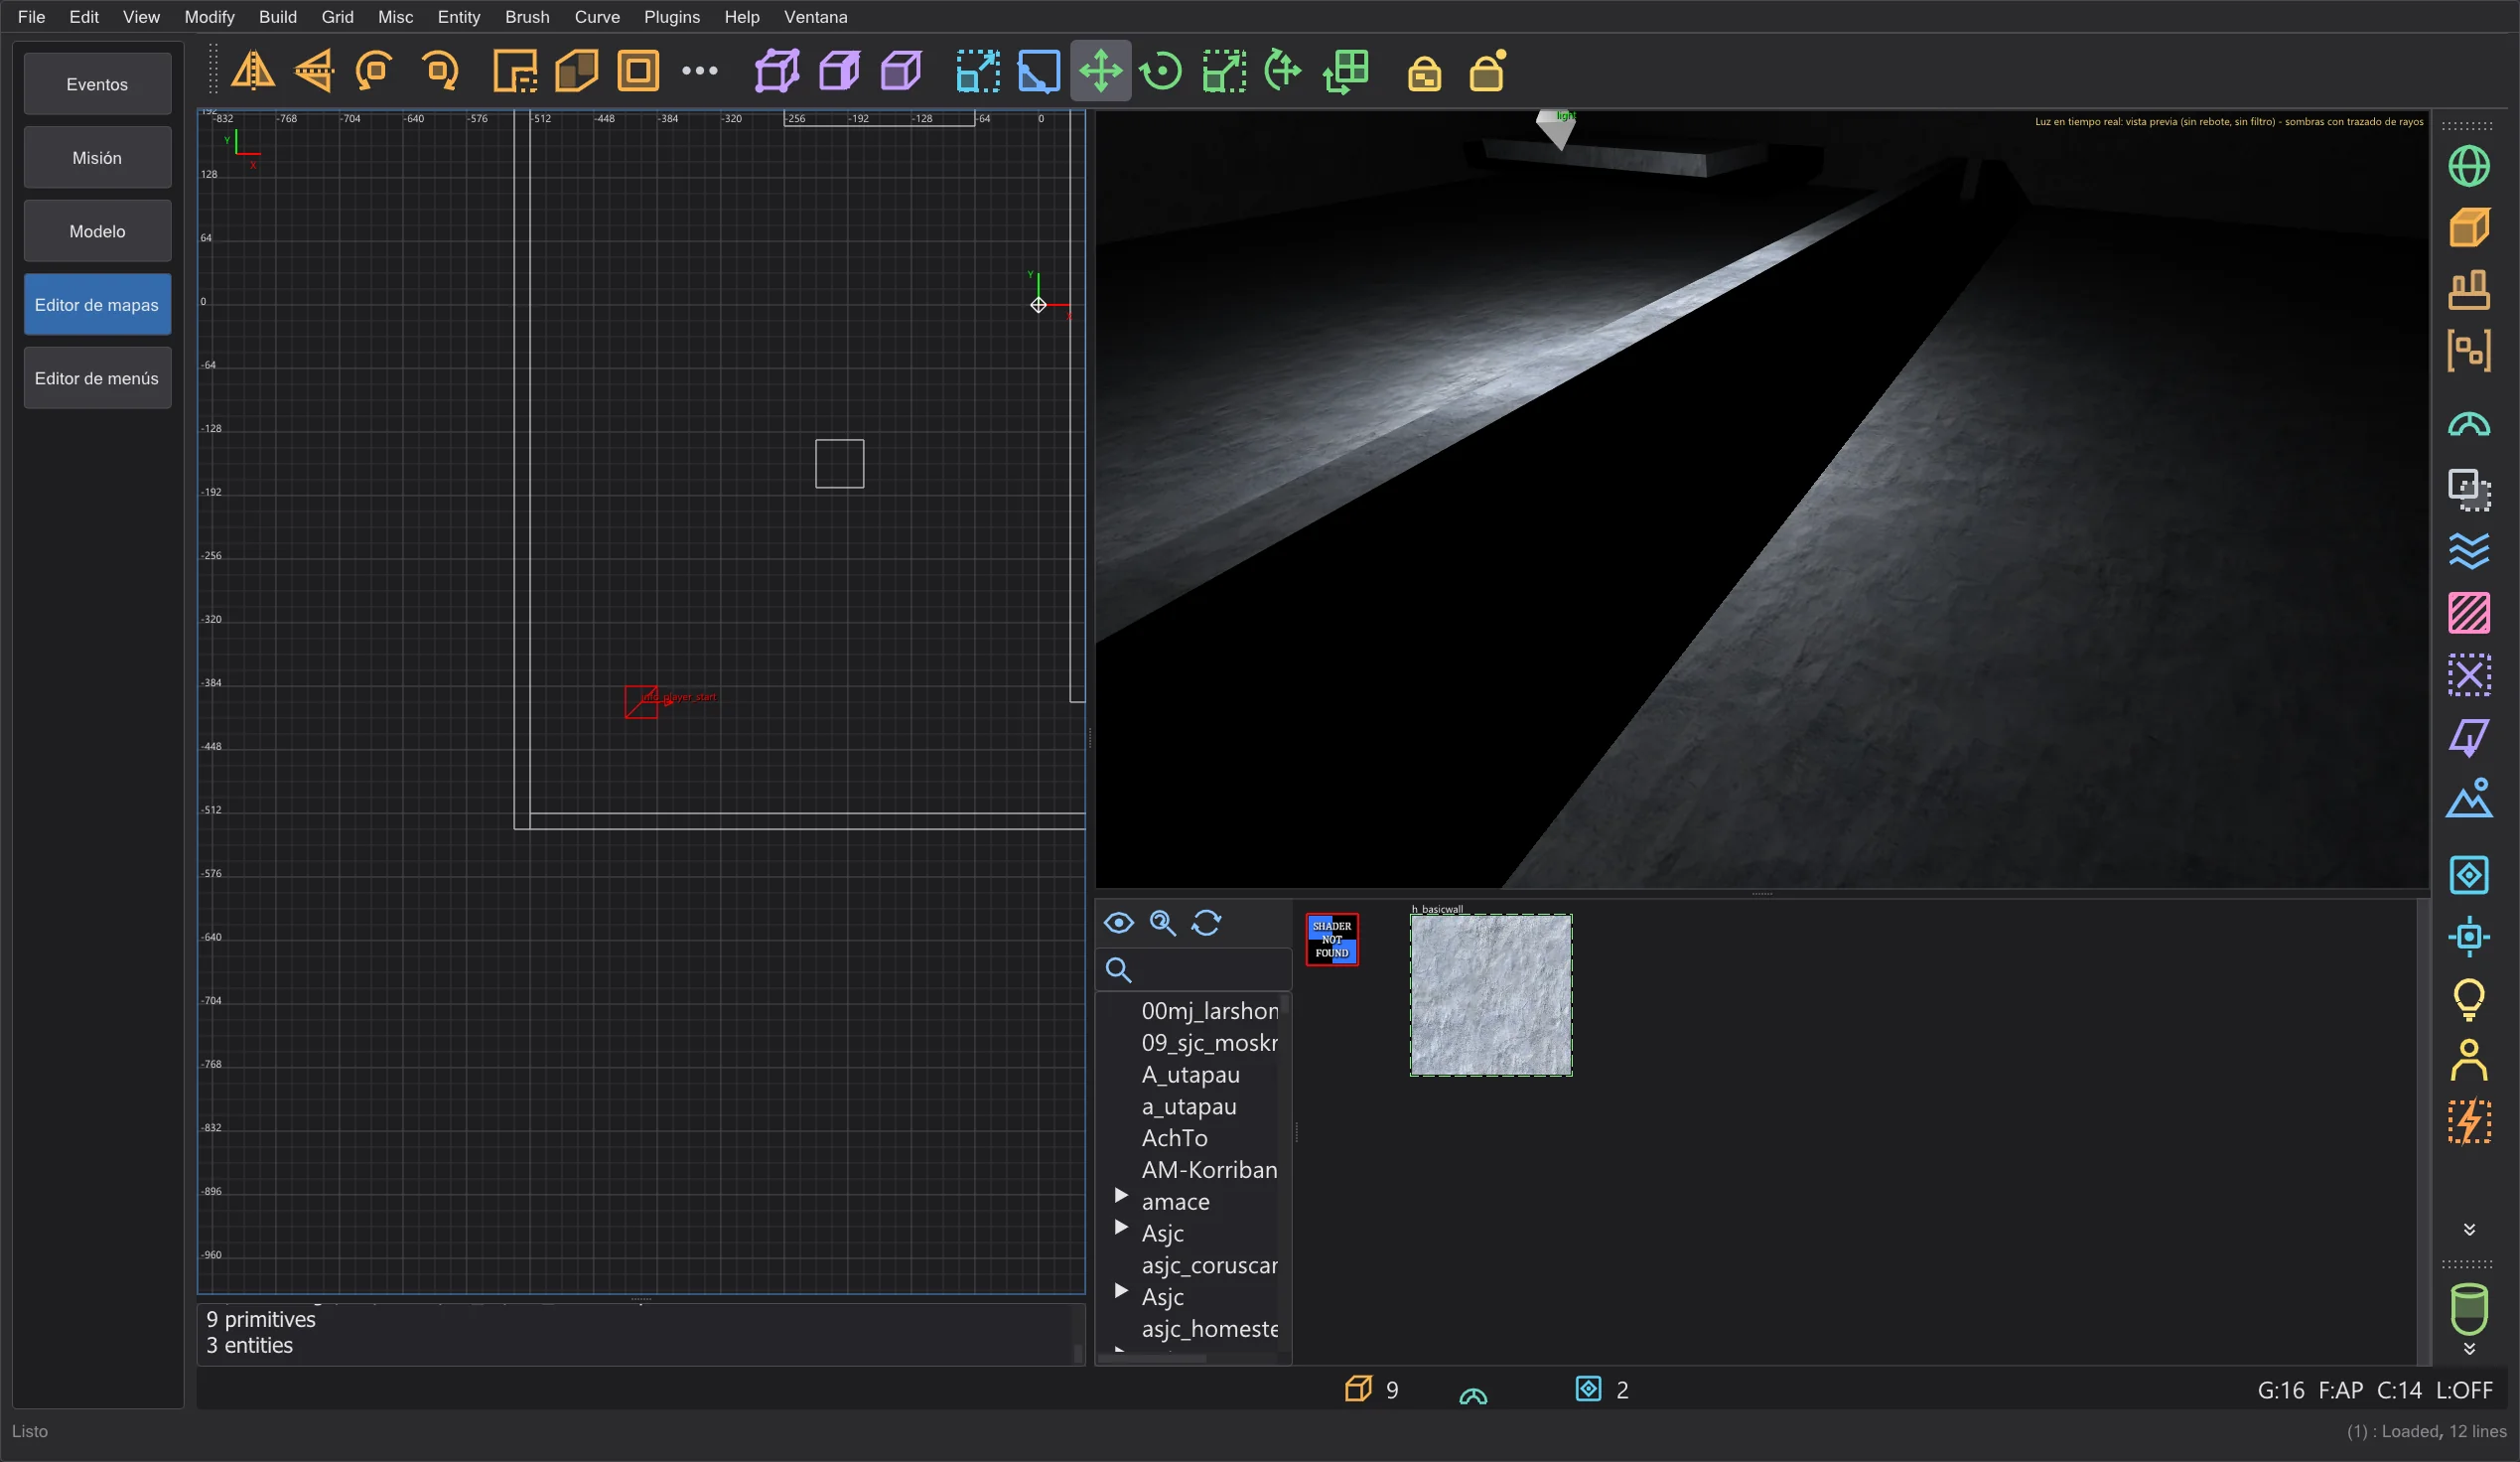 File Edit View Modify Build Grid Misc Entity Brush Curve Plugins Help Ventana
Eventos
Misión
Modelo
Editor de mapas
Editor de menús
-832 -768 -704 -640 -576 -512 -448 -384 -320 -256 -192 -128 -64 0
192
Y
X
128
64
0
-64
-128
-192
-256
-320
-384
-448
-512
-576
-640
-704
-768
-832
-896
-960
Y
X
info_player_start
light
Luz en tiempo real: vista previa (sin rebote, sin filtro) - sombras con trazado de rayos
9 primitives
3 entities
00mj_larshon
09_sjc_moskr
A_utapau
a_utapau
AchTo
AM-Korriban
amace
Asjc
asjc_coruscan
Asjc
asjc_homeste
SHADER
NOT
FOUND
h_basicwall
9
2
G:16 F:AP C:14 L:OFF
Listo
(1) : Loaded, 12 lines